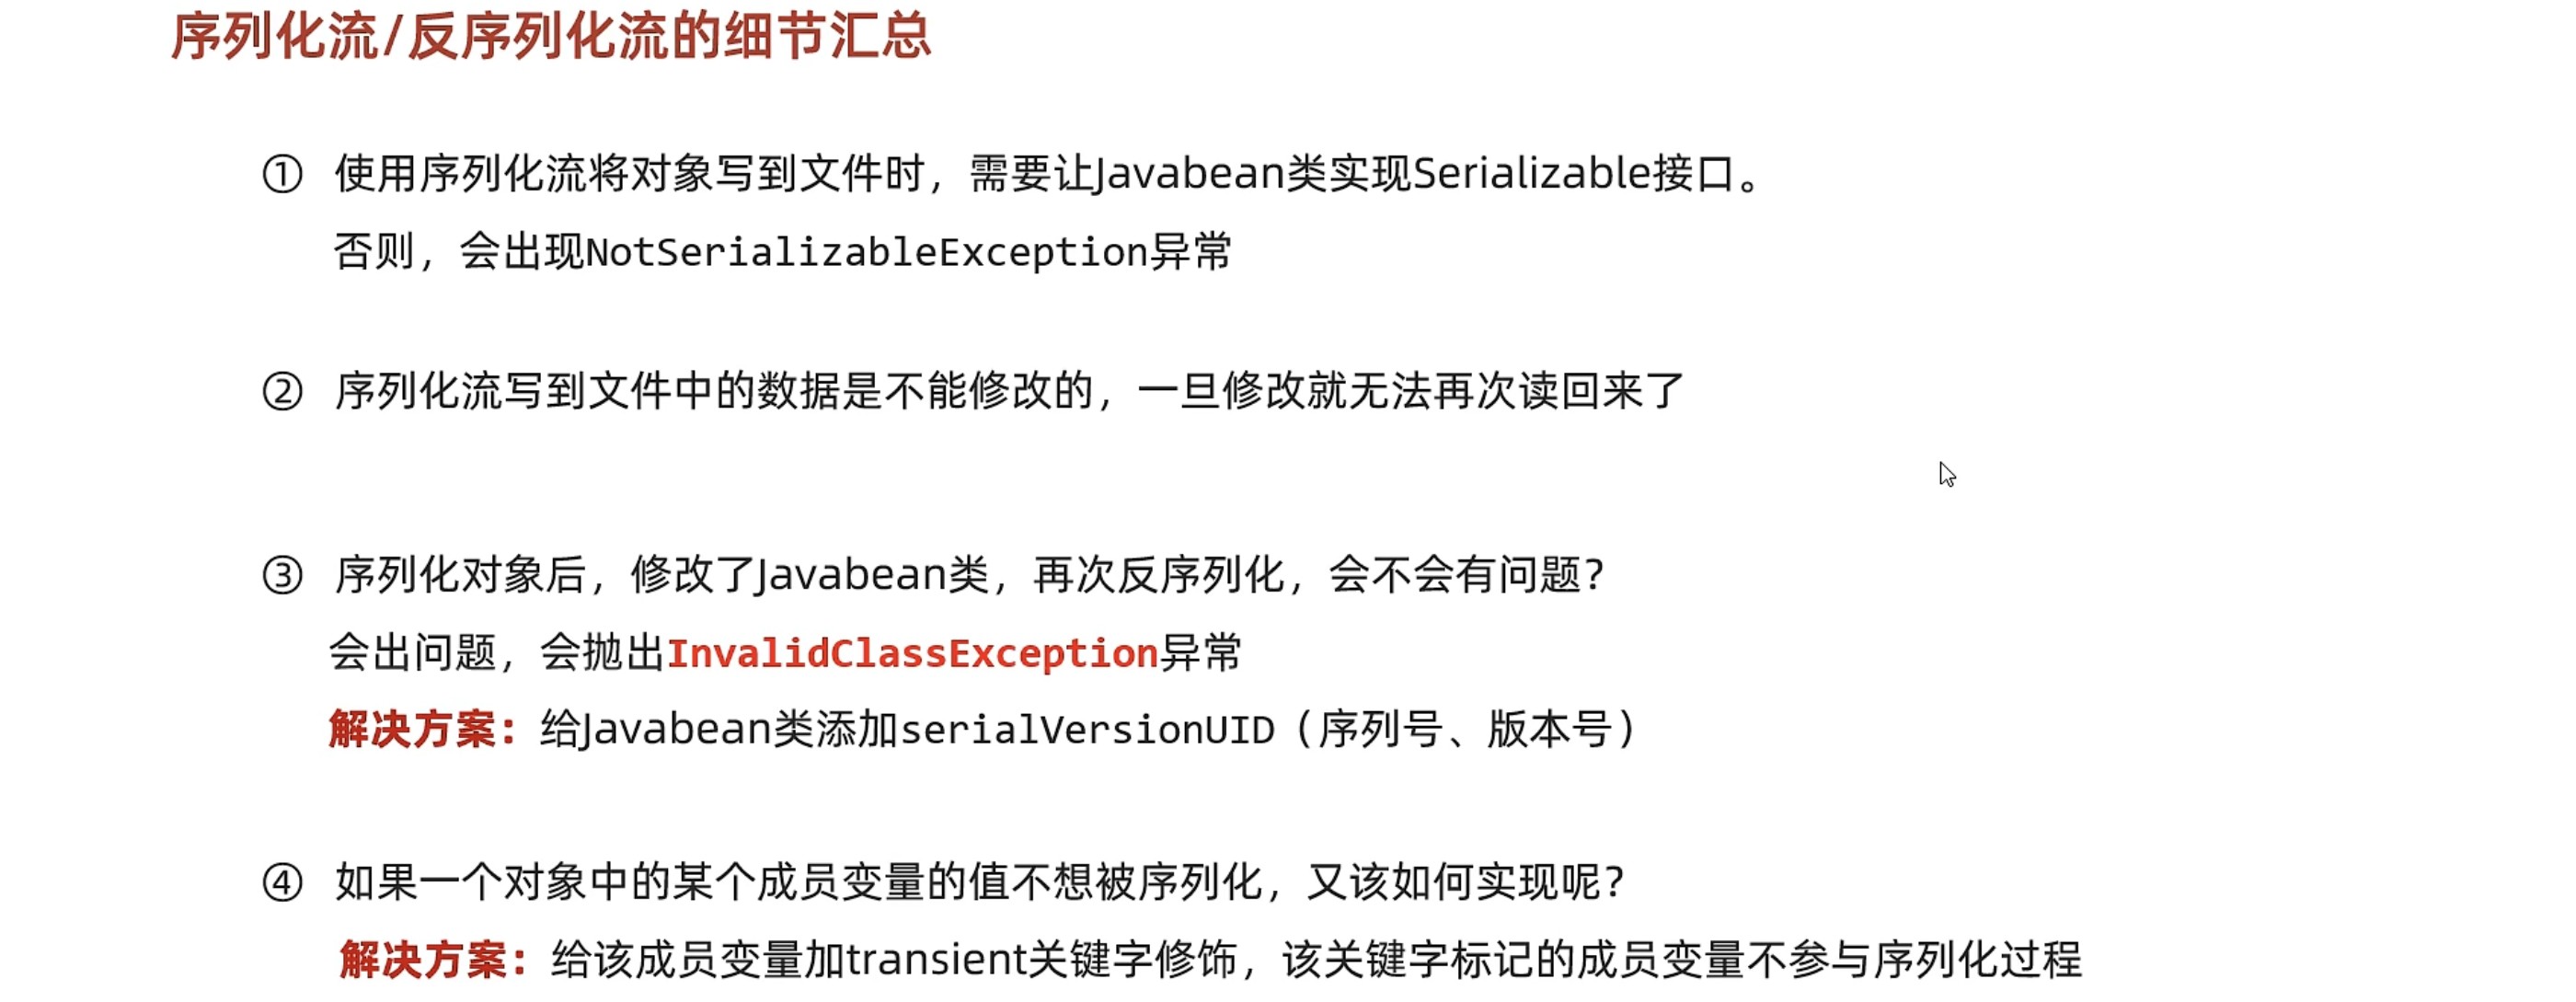 序列化流/反序列化流的细节汇总
① 使用序列化流将对象写到文件时，需要让Javabean类实现Serializable接口。
否则，会出现NotSerializableException异常
② 序列化流写到文件中的数据是不能修改的，一旦修改就无法再次读回来了
③ 序列化对象后，修改了Javabean类，再次反序列化，会不会有问题？
会出问题，会抛出InvalidClassException异常
解决方案：给Javabean类添加serialVersionUID（序列号、版本号）
④ 如果一个对象中的某个成员变量的值不想被序列化，又该如何实现呢？
解决方案：给该成员变量加transient关键字修饰，该关键字标记的成员变量不参与序列化过程